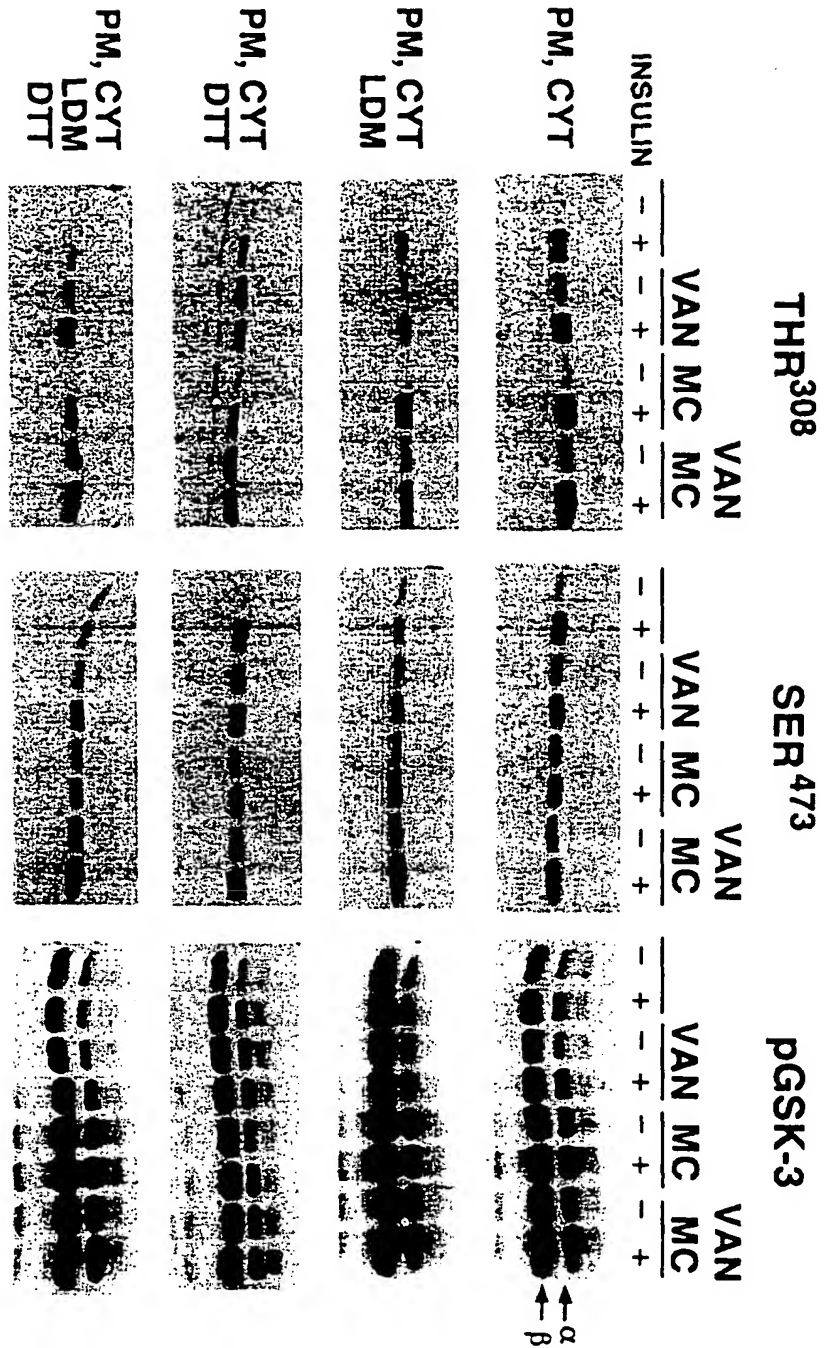 THR308 SER473 pGSK-3
VAN VAN VAN
VAN MC MC VAN MC MC VAN MC MC
INSULIN - + - + - + - + - + - + - + - + - + - + - + - +
PM, CYT α
β
PM, CYT
LDM
PM, CYT
DTT
PM, CYT
LDM
DTT